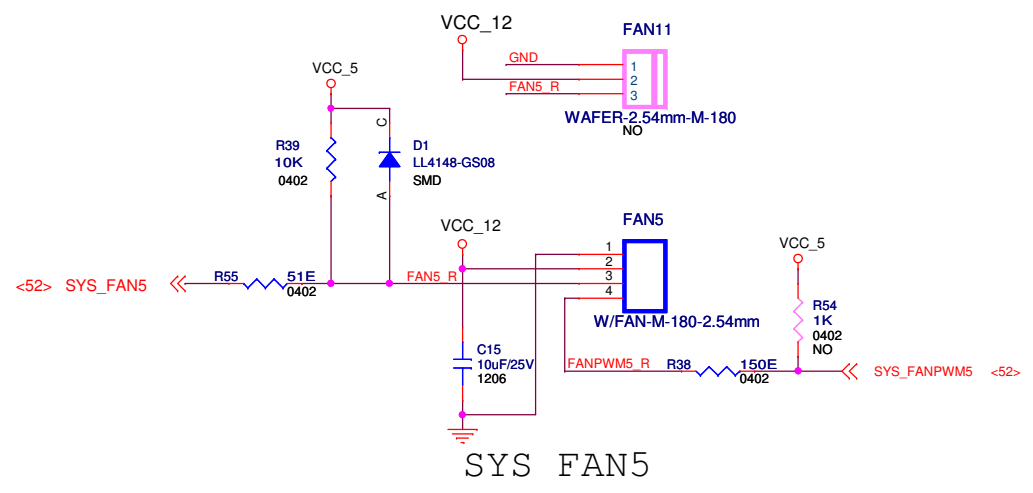 VCC_12
FAN11
GND
1
2
FAN5_R
3
WAFER-2.54mm-M-180
NO
VCC_5
C
R39
10K
0402
D1
LL4148-GS08
SMD
A
VCC_12
FAN5
1
2
3
4
W/FAN-M-180-2.54mm
<52> SYS_FAN5
R55
51E
0402
FAN5_R
VCC_5
R54
1K
0402
NO
C15
10uF/25V
1206
FANPWM5_R
R38
150E
0402
SYS_FANPWM5 <52>
SYS FAN5